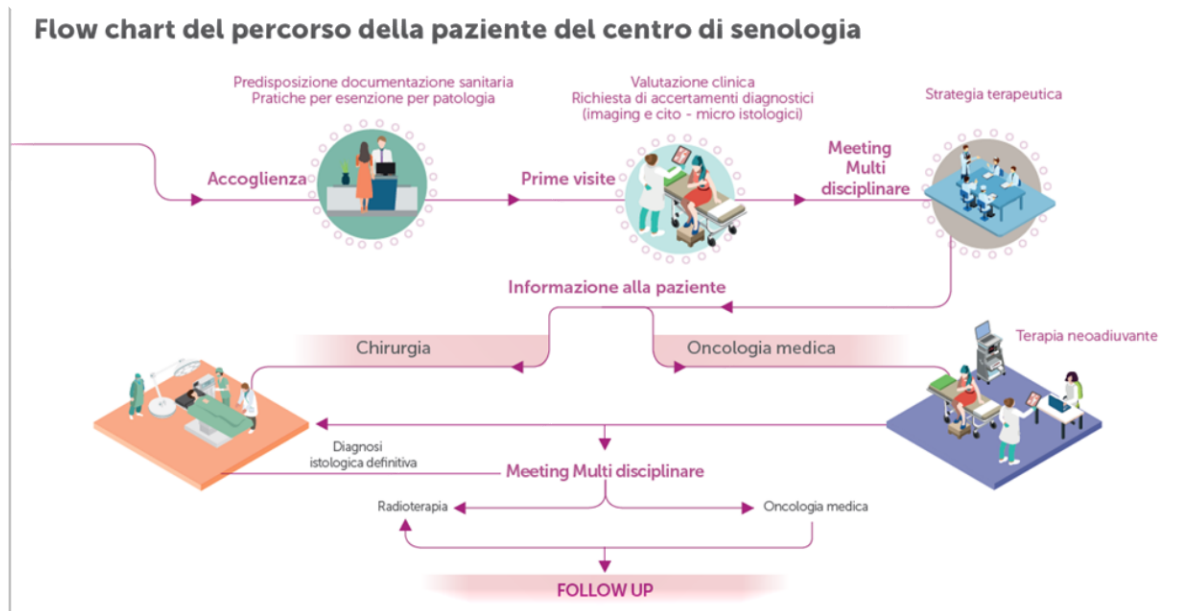 Flow chart del percorso della paziente del centro di senologia
Predisposizione documentazione sanitaria
Pratiche per esenzione per patologia
Valutazione clinica
Richiesta di accertamenti diagnostici
(imaging e cito - micro istologici)
Strategia terapeutica
Accoglienza
Prime visite
Meeting
Multi
disciplinare
Informazione alla paziente
Chirurgia
Oncologia medica
Terapia neoadiuvante
Diagnosi
istologica definitiva
Meeting Multi disciplinare
Radioterapia
Oncologia medica
FOLLOW UP